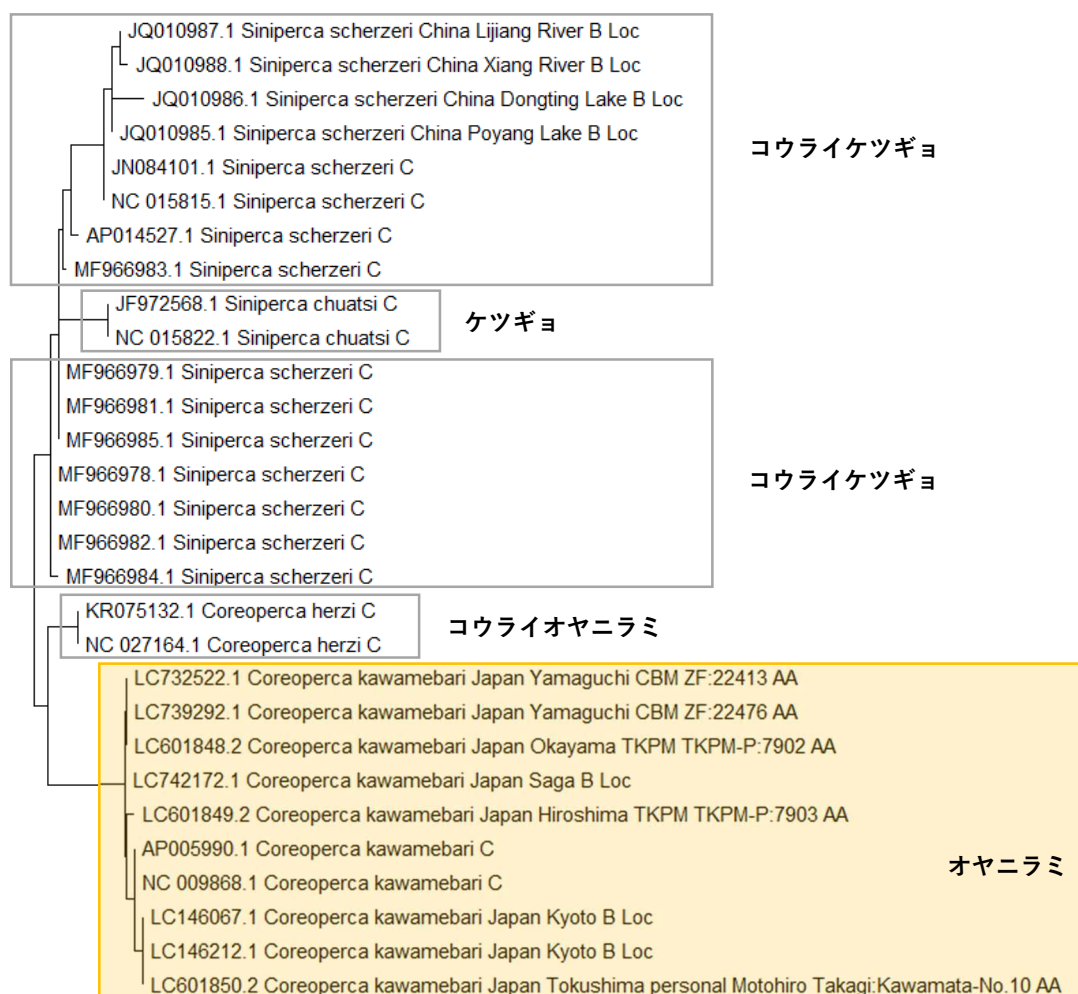 JQ010987.1 Siniperca scherzeri China Lijiang River B Loc
JQ010988.1 Siniperca scherzeri China Xiang River B Loc
JQ010986.1 Siniperca scherzeri China Dongting Lake B Loc
JQ010985.1 Siniperca scherzeri China Poyang Lake B Loc
コウライケツギョ
JN084101.1 Siniperca scherzeri C
NC 015815.1 Siniperca scherzeri C
AP014527.1 Siniperca scherzeri C
MF966983.1 Siniperca scherzeri C
JF972568.1 Siniperca chuatsi C
ケツギョ
NC 015822.1 Siniperca chuatsi C
MF966979.1 Siniperca scherzeri C
MF966981.1 Siniperca scherzeri C
MF966985.1 Siniperca scherzeri C
MF966978.1 Siniperca scherzeri C
コウライケツギョ
MF966980.1 Siniperca scherzeri C
MF966982.1 Siniperca scherzeri C
MF966984.1 Siniperca scherzeri C
KR075132.1 Coreoperca herzi C
コウライオヤニラミ
NC 027164.1 Coreoperca herzi C
LC732522.1 Coreoperca kawamebari Japan Yamaguchi CBM ZF:22413 AA
LC739292.1 Coreoperca kawamebari Japan Yamaguchi CBM ZF:22476 AA
LC601848.2 Coreoperca kawamebari Japan Okayama TKPM TKPM-P:7902 AA
LC742172.1 Coreoperca kawamebari Japan Saga B Loc
LC601849.2 Coreoperca kawamebari Japan Hiroshima TKPM TKPM-P:7903 AA
AP005990.1 Coreoperca kawamebari C
オヤニラミ
NC 009868.1 Coreoperca kawamebari C
LC146067.1 Coreoperca kawamebari Japan Kyoto B Loc
LC146212.1 Coreoperca kawamebari Japan Kyoto B Loc
LC601850.2 Coreoperca kawamebari Japan Tokushima personal Motohiro Takagi:Kawamata-No.10 AA